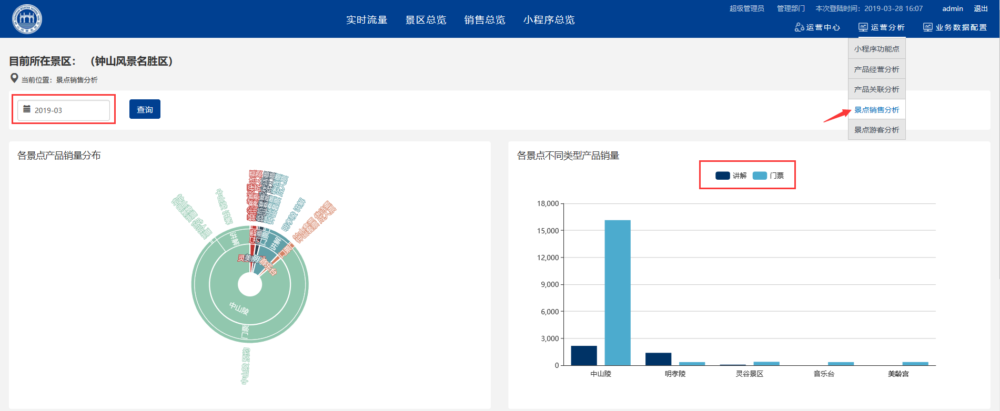 超级管理员 管理部门 本次登陆时间：2019-03-28 16:07 admin 退出
实时流量 景区总览 销售总览 小程序总览
运营中心 运营分析 业务数据配置
小程序功能点
产品经营分析
产品关联分析
景点销售分析
景点游客分析
目前所在景区： （钟山风景名胜区）
当前位置：景点销售分析
2019-03 查询
各景点产品销量分布
中山陵 讲解
明孝陵 讲解
讲解
门票
讲解
门票
音乐台
中山陵
门票
中山陵 预约
各景点不同类型产品销量
讲解 门票
18,000
15,000
12,000
9,000
6,000
3,000
0
中山陵 明孝陵 灵谷景区 音乐台 美龄宫